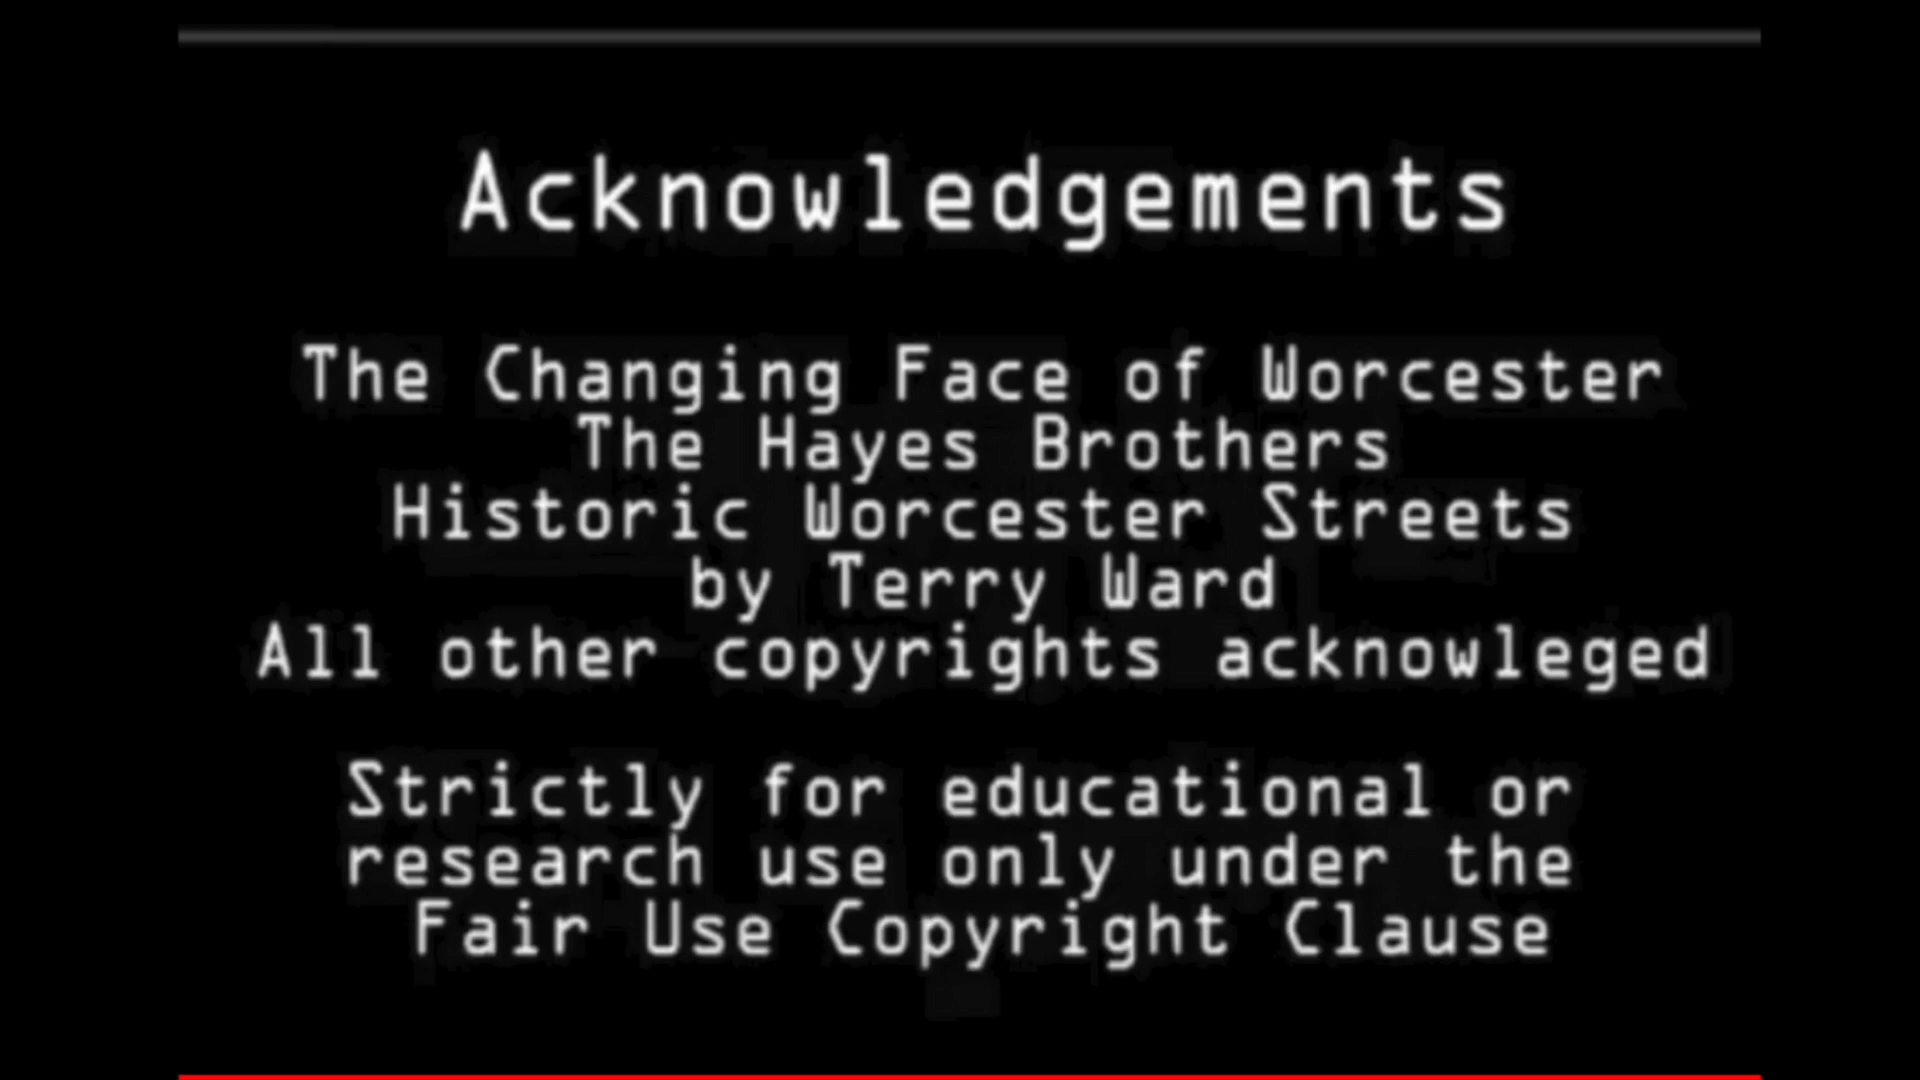 Acknowledgements
The Changing Face of Worcester
The Hayes Brothers
Historic Worcester Streets
by Terry Ward
All other copyrights acknowleged
Strictly for educational or
research use only under the
Fair Use Copyright Clause